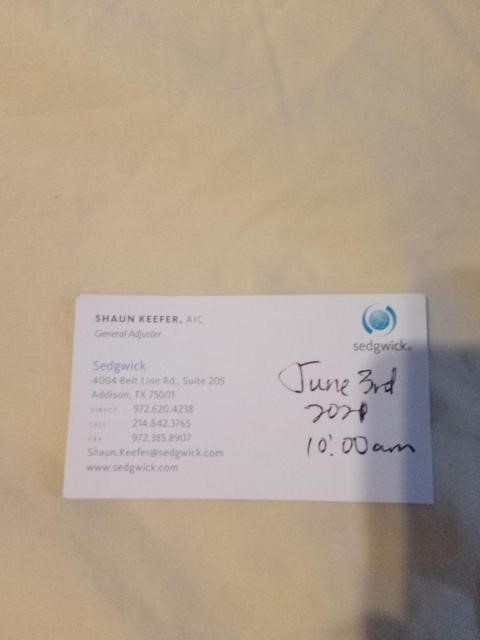 SHAUN KEEFER, AIC
General Adjuster
sedgwick®
Sedgwick
4004 Belt Line Rd., Suite 205
Addison, TX 75001
DIRECT 972.620.4238
CELL 214.842.3765
FAX 972.385.8907
Shaun.Keefer@sedgwick.com
www.sedgwick.com
June 3rd
10:00am